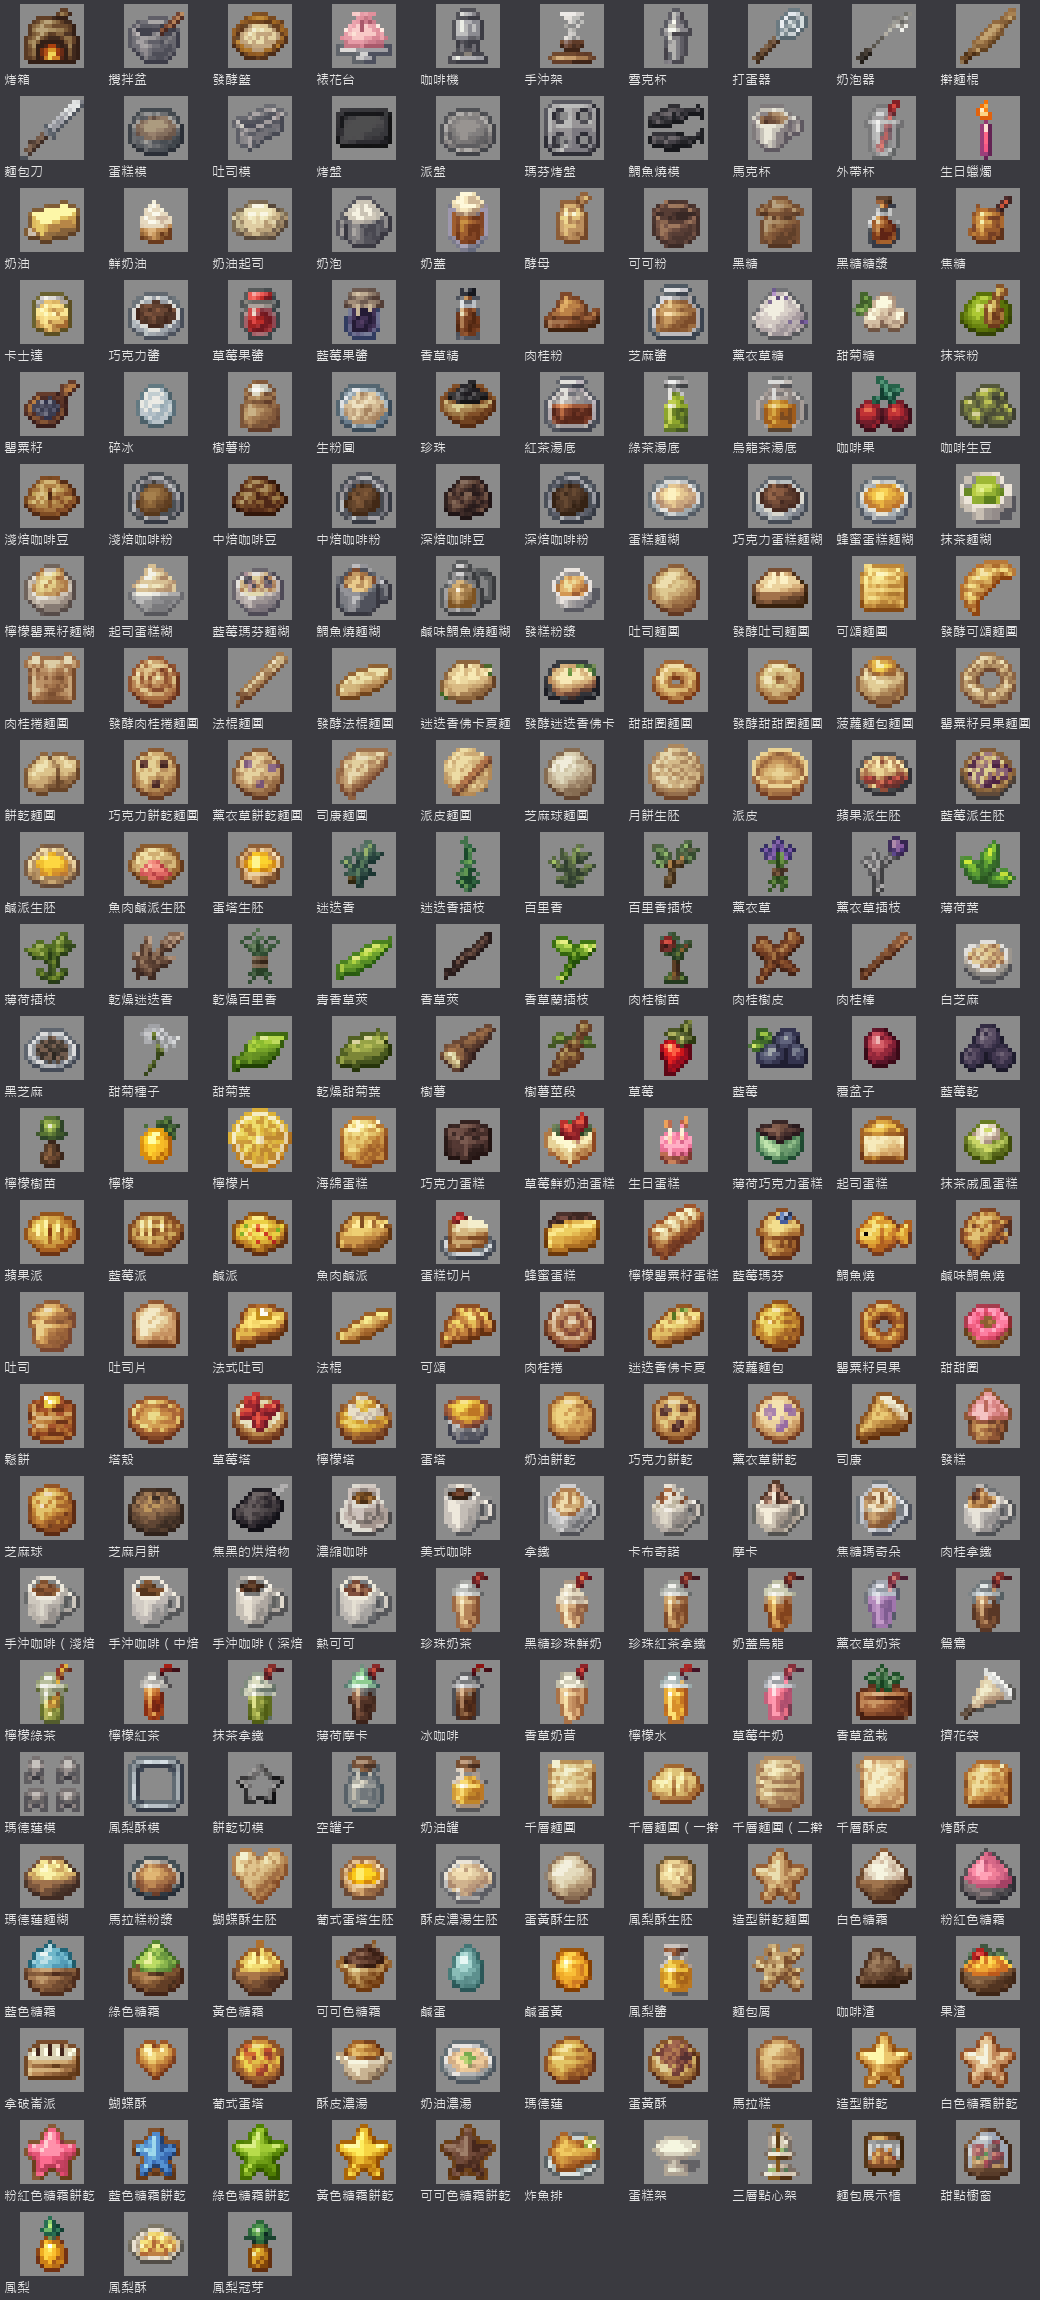 烤箱 攪拌盆 發酵籃 裱花台 咖啡機 手沖架 雪克杯 打蛋器 奶泡器 擀麵棍
麵包刀 蛋糕模 吐司模 烤盤 派盤 瑪芬烤盤 鯛魚燒模 馬克杯 外帶杯 生日蠟燭
奶油 鮮奶油 奶油起司 奶泡 奶蓋 酵母 可可粉 黑糖 黑糖糖漿 焦糖
卡士達 巧克力醬 草莓果醬 藍莓果醬 香草精 肉桂粉 芝麻醬 薰衣草糖 甜菊糖 抹茶粉
罌粟籽 碎冰 樹薯粉 生粉圓 珍珠 紅茶湯底 綠茶湯底 烏龍茶湯底 咖啡果 咖啡生豆
淺焙咖啡豆 淺焙咖啡粉 中焙咖啡豆 中焙咖啡粉 深焙咖啡豆 深焙咖啡粉 蛋糕麵糊 巧克力蛋糕麵糊 蜂蜜蛋糕麵糊 抹茶麵糊
檸檬罌粟籽麵糊 起司蛋糕糊 藍莓瑪芬麵糊 鯛魚燒麵糊 鹹味鯛魚燒麵糊 發糕粉漿 吐司麵團 發酵吐司麵團 可頌麵團 發酵可頌麵團
肉桂捲麵團 發酵肉桂捲麵團 法棍麵團 發酵法棍麵團 迷迭香佛卡夏麵 發酵迷迭香佛卡 甜甜圈麵團 發酵甜甜圈麵團 菠蘿麵包麵團 罌粟籽貝果麵團
餅乾麵團 巧克力餅乾麵團 薰衣草餅乾麵團 司康麵團 派皮麵團 芝麻球麵團 月餅生胚 派皮 蘋果派生胚 藍莓派生胚
鹹派生胚 魚肉鹹派生胚 蛋塔生胚 迷迭香 迷迭香插枝 百里香 百里香插枝 薰衣草 薰衣草插枝 薄荷葉
薄荷插枝 乾燥迷迭香 乾燥百里香 青香草莢 香草莢 香草蘭插枝 肉桂樹苗 肉桂樹皮 肉桂棒 白芝麻
黑芝麻 甜菊種子 甜菊葉 乾燥甜菊葉 樹薯 樹薯莖段 草莓 藍莓 覆盆子 藍莓乾
檸檬樹苗 檸檬 檸檬片 海綿蛋糕 巧克力蛋糕 草莓鮮奶油蛋糕 生日蛋糕 薄荷巧克力蛋糕 起司蛋糕 抹茶戚風蛋糕
蘋果派 藍莓派 鹹派 魚肉鹹派 蛋糕切片 蜂蜜蛋糕 檸檬罌粟籽蛋糕 藍莓瑪芬 鯛魚燒 鹹味鯛魚燒
吐司 吐司片 法式吐司 法棍 可頌 肉桂捲 迷迭香佛卡夏 菠蘿麵包 罌粟籽貝果 甜甜圈
鬆餅 塔殼 草莓塔 檸檬塔 蛋塔 奶油餅乾 巧克力餅乾 薰衣草餅乾 司康 發糕
芝麻球 芝麻月餅 焦黑的烘焙物 濃縮咖啡 美式咖啡 拿鐵 卡布奇諾 摩卡 焦糖瑪奇朵 肉桂拿鐵
手沖咖啡（淺焙 手沖咖啡（中焙 手沖咖啡（深焙 熱可可 珍珠奶茶 黑糖珍珠鮮奶 珍珠紅茶拿鐵 奶蓋烏龍 薰衣草奶茶 鴛鴦
檸檬綠茶 檸檬紅茶 抹茶拿鐵 薄荷摩卡 冰咖啡 香草奶昔 檸檬水 草莓牛奶 香草盆栽 擠花袋
瑪德蓮模 鳳梨酥模 餅乾切模 空罐子 奶油罐 千層麵團 千層麵團（一擀 千層麵團（二擀 千層酥皮 烤酥皮
瑪德蓮麵糊 馬拉糕粉漿 蝴蝶酥生胚 葡式蛋塔生胚 酥皮濃湯生胚 蛋黃酥生胚 鳳梨酥生胚 造型餅乾麵團 白色糖霜 粉紅色糖霜
藍色糖霜 綠色糖霜 黃色糖霜 可可色糖霜 鹹蛋 鹹蛋黃 鳳梨醬 麵包屑 咖啡渣 果渣
拿破崙派 蝴蝶酥 葡式蛋塔 酥皮濃湯 奶油濃湯 瑪德蓮 蛋黃酥 馬拉糕 造型餅乾 白色糖霜餅乾
粉紅色糖霜餅乾 藍色糖霜餅乾 綠色糖霜餅乾 黃色糖霜餅乾 可可色糖霜餅乾 炸魚排 蛋糕架 三層點心架 麵包展示櫃 甜點櫥窗
鳳梨 鳳梨酥 鳳梨冠芽